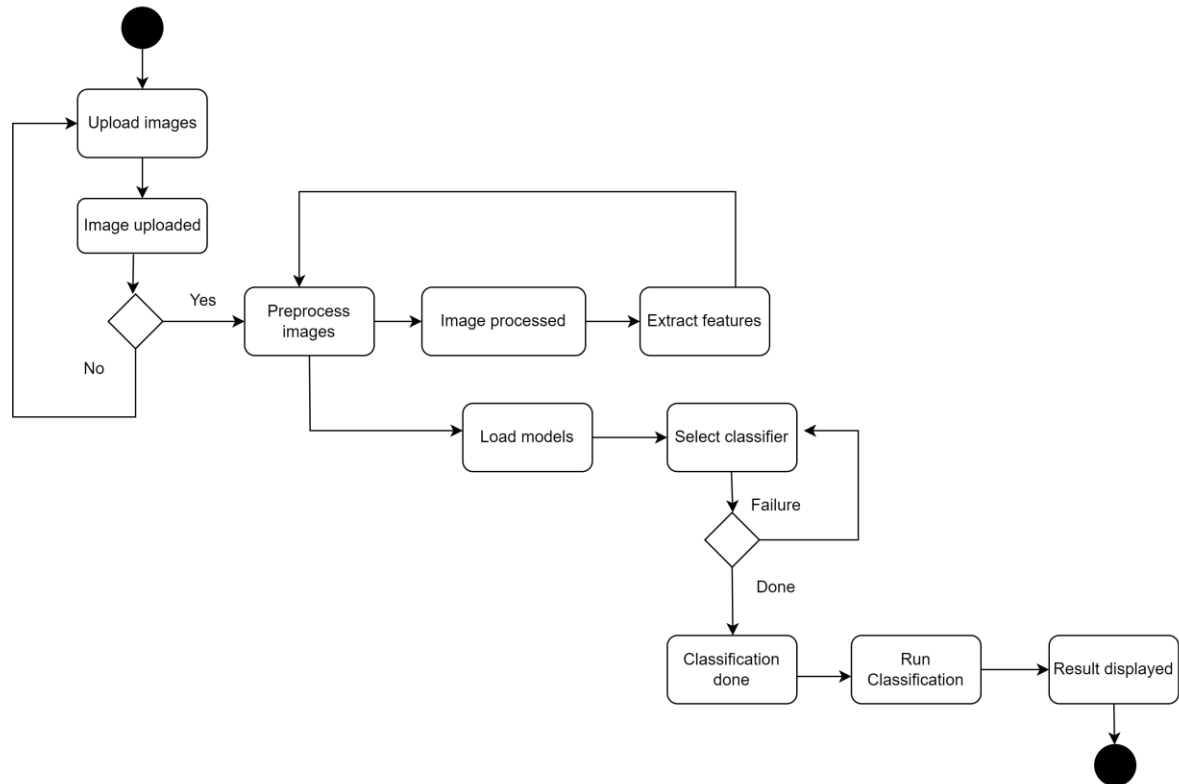 Upload images
Image uploaded
Yes
No
Preprocess
images
Image processed
Extract features
Load models
Select classifier
Failure
Done
Classification
done
Run
Classification
Result displayed